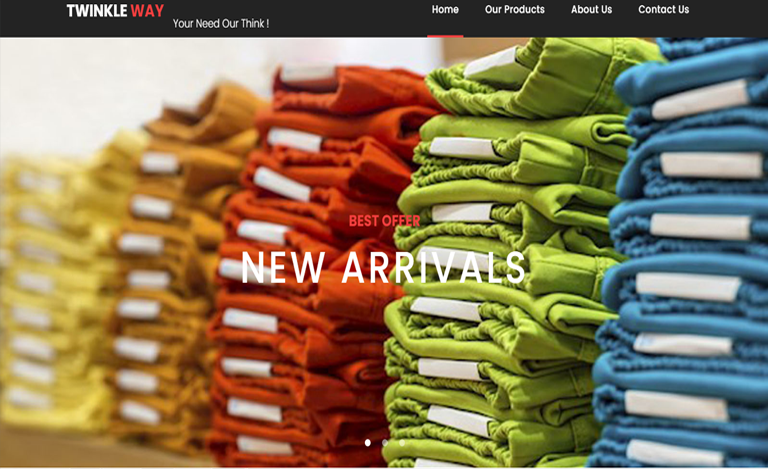 TWINKLE WAY
Your Need Our Think !
Home
Our Products
About Us
Contact Us
BEST OFFER
NEW ARRIVALS